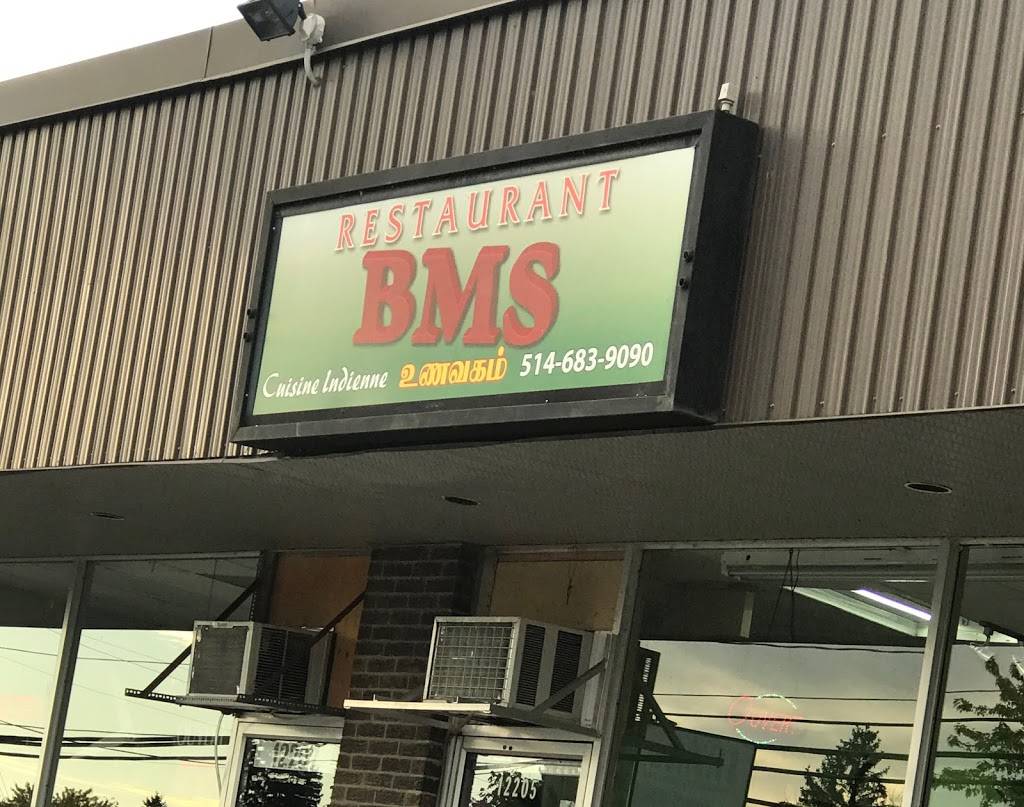 RESTAURANT
BMS
Cuisine Indienne உணவகம் 514-683-9090
12205